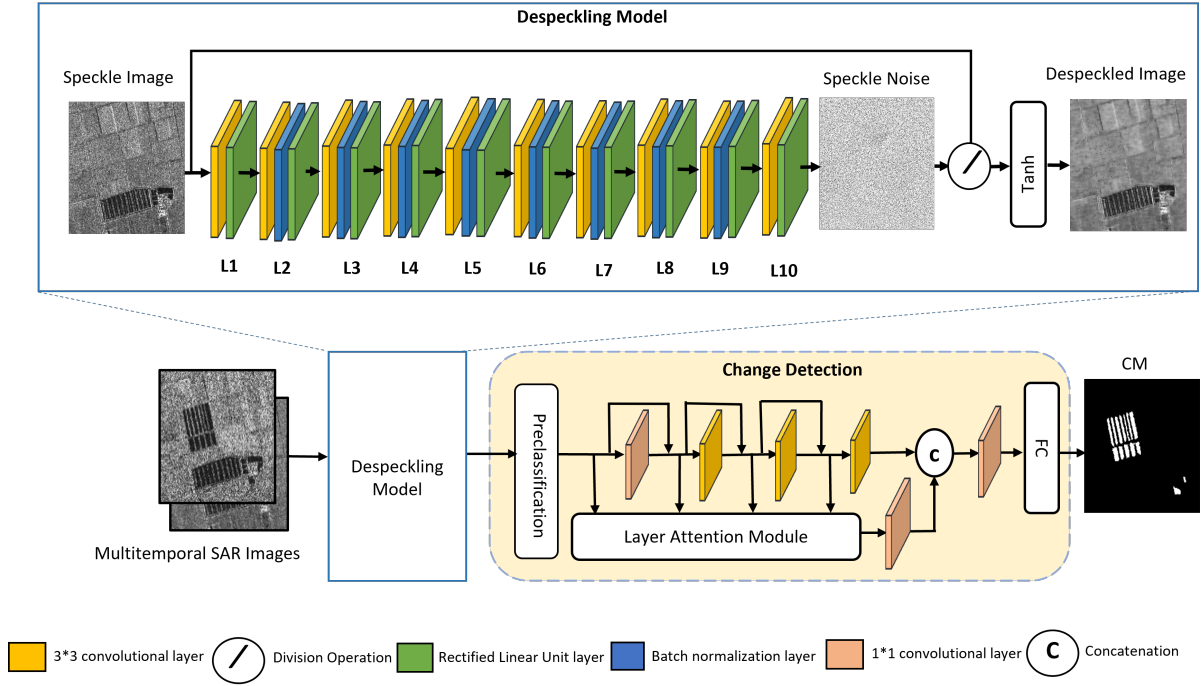 Despeckling Model
Speckle Image
Speckle Noise
Despeckled Image
Tanh
L1
L2
L3
L4
L5
L6
L7
L8
L9
L10
Change Detection
CM
Preclassification
Despeckling
Model
C
FC
Layer Attention Module
Multitemporal SAR Images
3*3 convolutional layer
Division Operation
Rectified Linear Unit layer
Batch normalization layer
1*1 convolutional layer
C
Concatenation